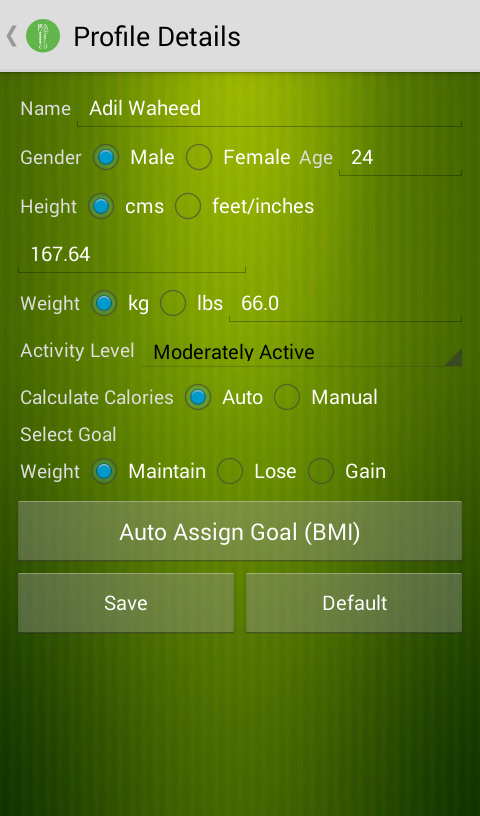 Profile Details
Name Adil Waheed
Gender Male Female Age 24
Height cms feet/inches
167.64
Weight kg lbs 66.0
Activity Level Moderately Active
Calculate Calories Auto Manual
Select Goal
Weight Maintain Lose Gain
Auto Assign Goal (BMI)
Save Default